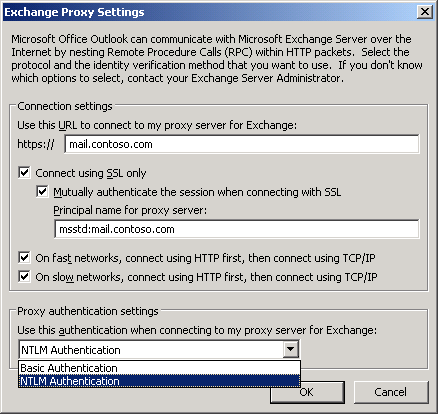 Exchange Proxy Settings
Microsoft Office Outlook can communicate with Microsoft Exchange Server over the
Internet by nesting Remote Procedure Calls (RPC) within HTTP packets. Select the
protocol and the identity verification method that you want to use. If you don't know
which options to select, contact your Exchange Server Administrator.
Connection settings
Use this URL to connect to my proxy server for Exchange:
https:// mail.contoso.com
Connect using SSL only
Mutually authenticate the session when connecting with SSL
Principal name for proxy server:
msstd:mail.contoso.com
On fast networks, connect using HTTP first, then connect using TCP/IP
On slow networks, connect using HTTP first, then connect using TCP/IP
Proxy authentication settings
Use this authentication when connecting to my proxy server for Exchange:
NTLM Authentication
Basic Authentication
NTLM Authentication
OK Cancel